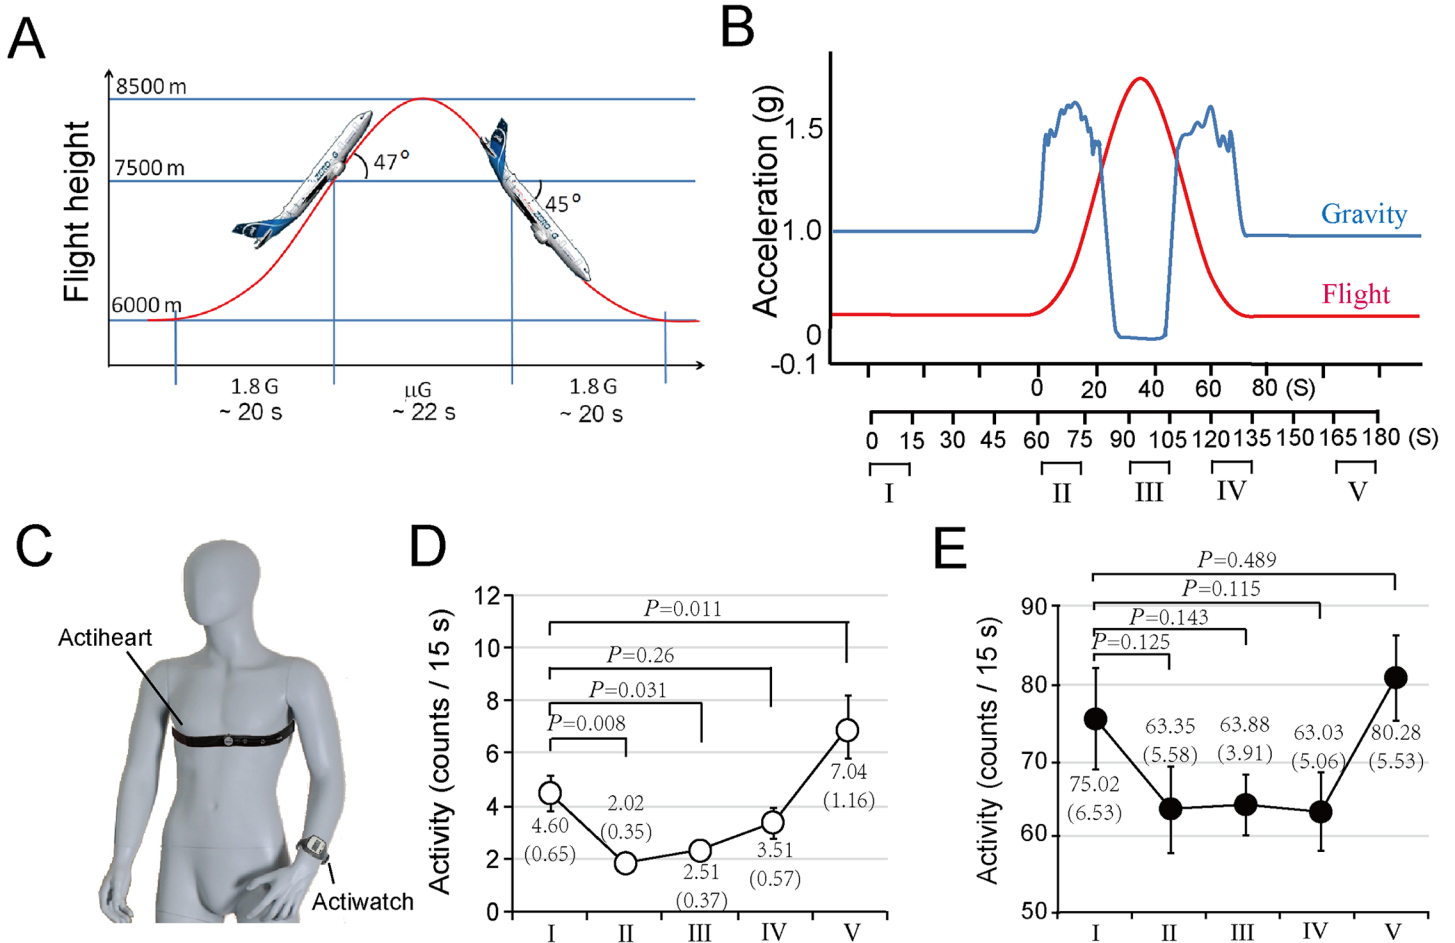 A
Flight height
8500 m
7500 m
6000 m
47°
45°
1.8 G
~ 20 s
μG
~ 22 s
1.8 G
~ 20 s
B
Acceleration (g)
1.5
1.0
0
-0.1
Gravity
Flight
0 20 40 60 80 (S)
0 15 30 45 60 75 90 105 120 135 150 165 180 (S)
I II III IV V
C
Actiheart
Actiwatch
D
Activity (counts / 15 s)
12
10
8
6
4
2
0
P=0.011
P=0.26
P=0.031
P=0.008
4.60
(0.65)
2.02
(0.35)
2.51
(0.37)
3.51
(0.57)
7.04
(1.16)
I II III IV V
E
Activity (counts / 15 s)
90
80
70
60
50
P=0.489
P=0.115
P=0.143
P=0.125
75.02
(6.53)
63.35
(5.58)
63.88
(3.91)
63.03
(5.06)
80.28
(5.53)
I II III IV V